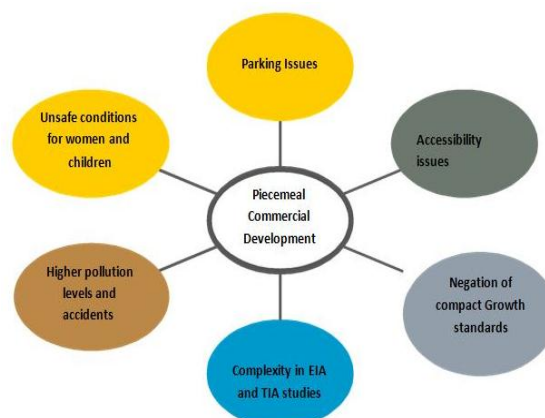 Parking Issues
Unsafe conditions
for women and
children
Accessibility
issues
Piecemeal
Commercial
Development
Higher pollution
levels and
accidents
Negation of
compact Growth
standards
Complexity in EIA
and TIA studies